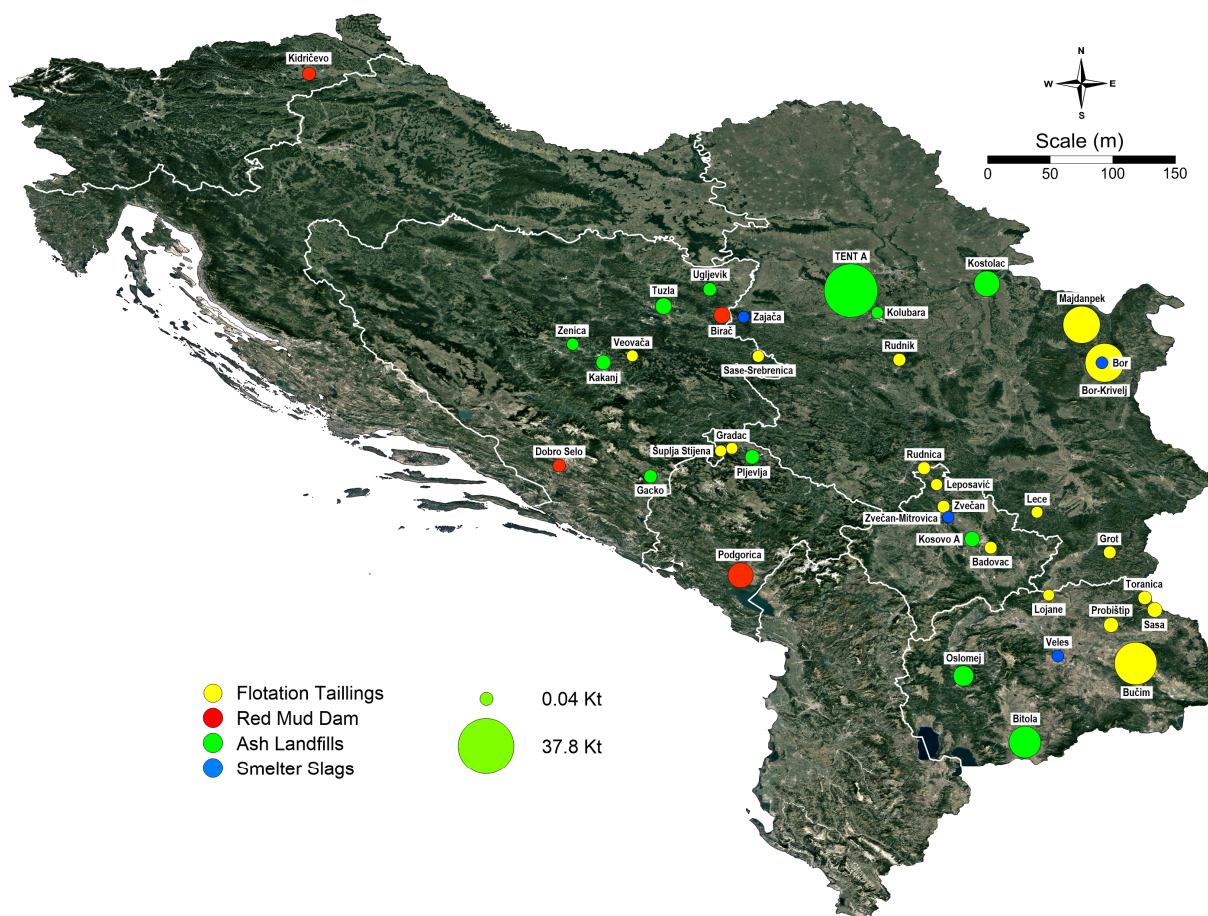 Kidričevo
N
W
E
S
Scale (m)
0
50
100
150
TENT A
Kostolac
Ugljevik
Tuzla
Majdanpek
Kolubara
Birač
Zajača
Zenica
Veovača
Rudnik
Bor
Kakanj
Sase-Srebrenica
Bor-Krivelj
Gradac
Šuplja Stijena
Dobro Selo
Pljevlja
Rudnica
Gacko
Leposavić
Zvečan
Lece
Zvečan-Mitrovica
Kosovo A
Grot
Podgorica
Badovac
Toranica
Lojane
Probištip
Sasa
Veles
Oslomej
Bučim
Bitola
Flotation Taillings
Red Mud Dam
Ash Landfills
Smelter Slags
0.04 Kt
37.8 Kt